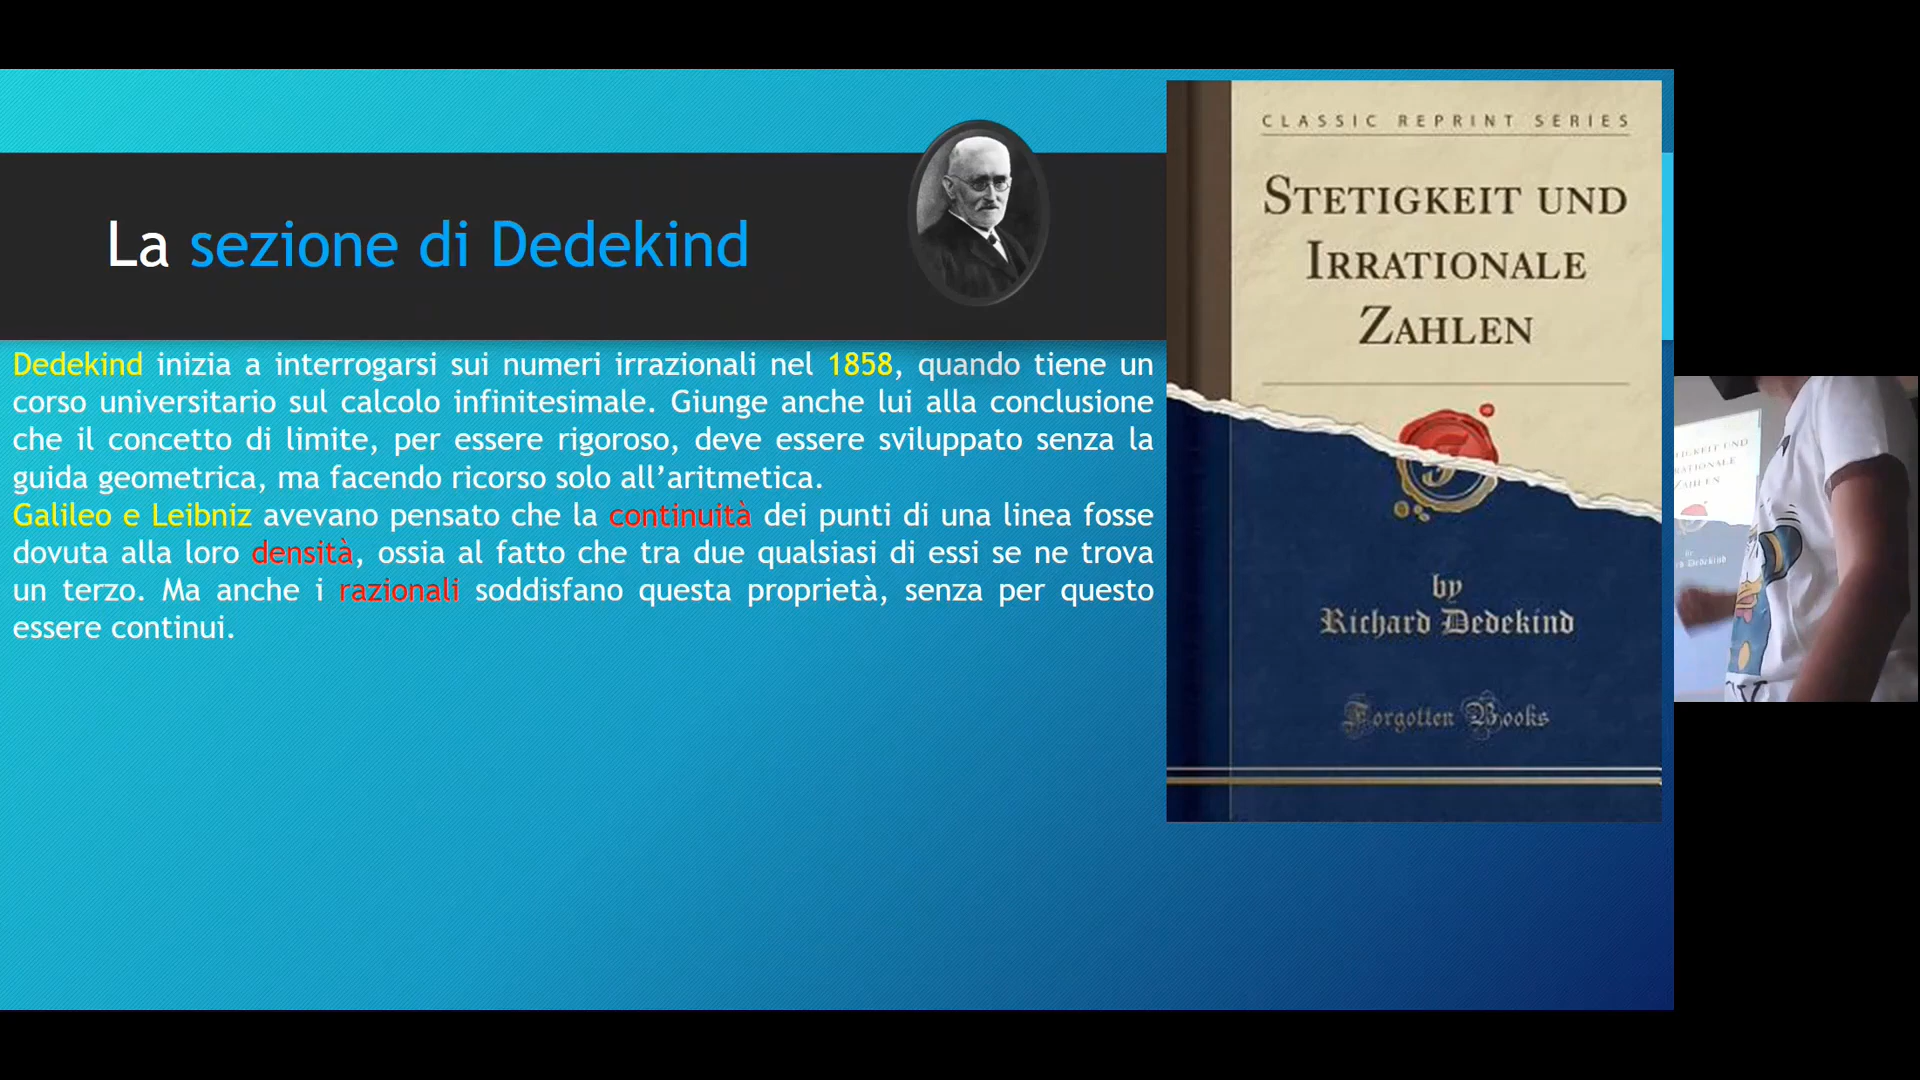 La sezione di Dedekind
Dedekind inizia a interrogarsi sui numeri irrazionali nel 1858, quando tiene un
corso universitario sul calcolo infinitesimale. Giunge anche lui alla conclusione
che il concetto di limite, per essere rigoroso, deve essere sviluppato senza la
guida geometrica, ma facendo ricorso solo all’aritmetica.
Galileo e Leibniz avevano pensato che la continuità dei punti di una linea fosse
dovuta alla loro densità, ossia al fatto che tra due qualsiasi di essi se ne trova
un terzo. Ma anche i razionali soddisfano questa proprietà, senza per questo
essere continui.
CLASSIC REPRINT SERIES
STETIGKEIT UND
IRRATIONALE
ZAHLEN
by
Richard Dedekind
Forgotten Books
ZAHLEN
by
Dedekind